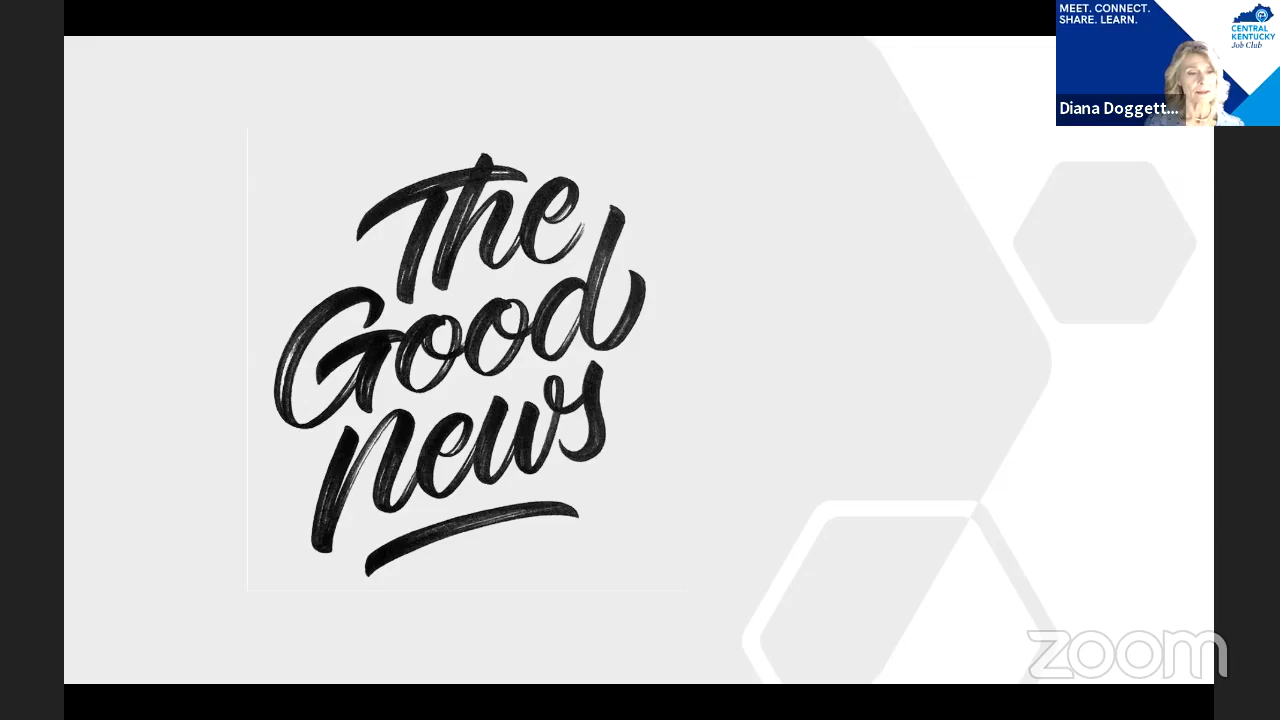 The
Good
news
MEET. CONNECT.
SHARE. LEARN.
CENTRAL
KENTUCKY
Job Club
Diana Doggett...
zoom